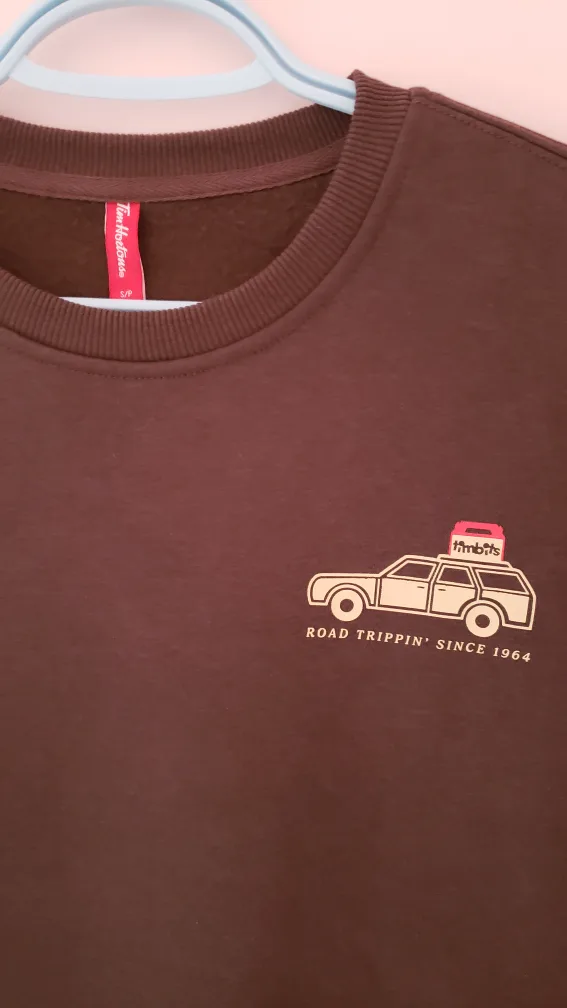 Tim Hortons®
S/P
timbits
ROAD TRIPPIN' SINCE 1964